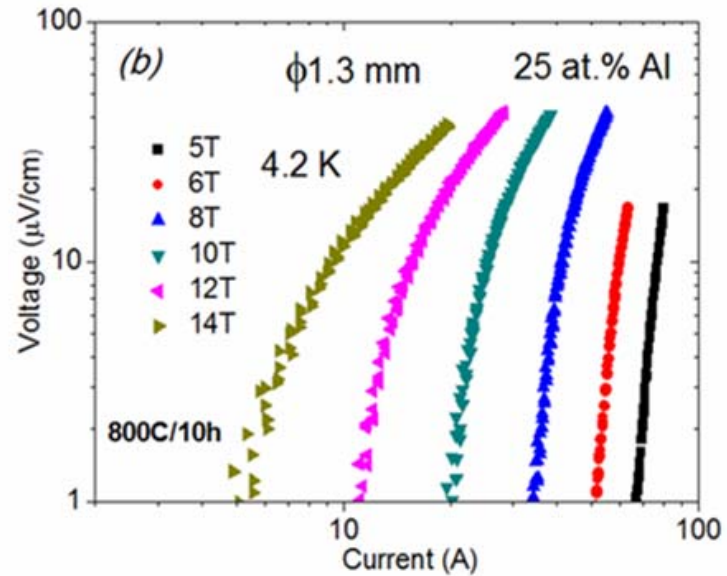 100
(b)
ϕ1.3 mm
25 at.% Al
5T
6T
8T
10T
12T
14T
4.2 K
10
Voltage (μV/cm)
800C/10h
1
10
100
Current (A)